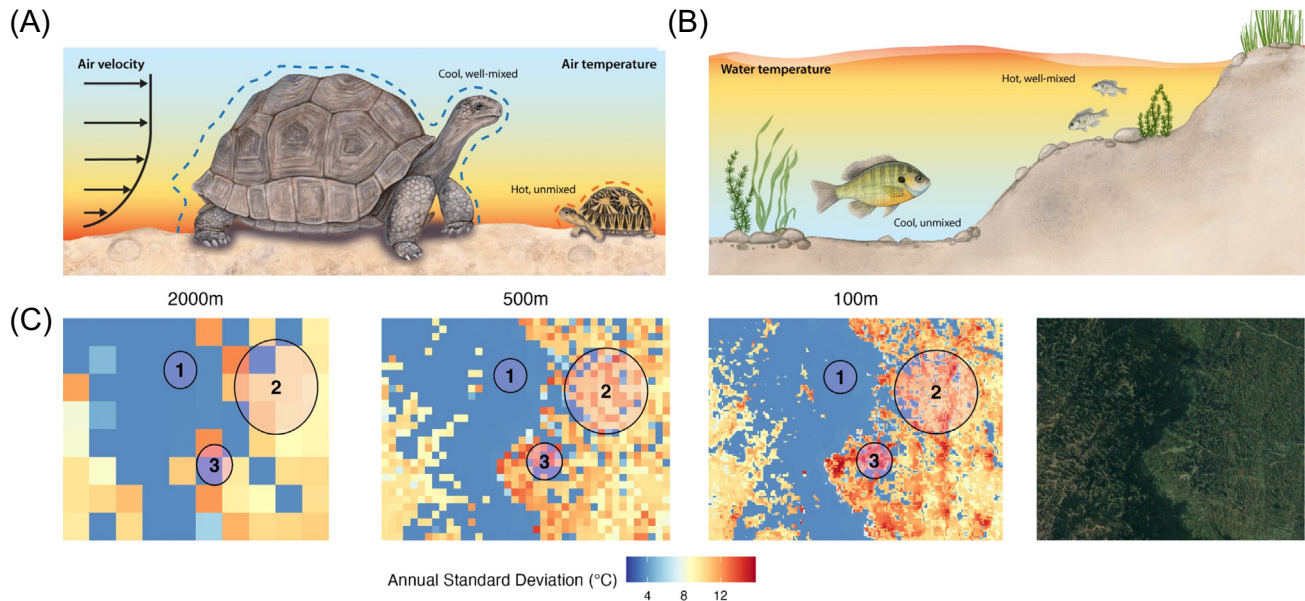 (A)
Air velocity
Cool, well-mixed
Air temperature
Hot, unmixed
(B)
Water temperature
Hot, well-mixed
Cool, unmixed
(C)
2000m
500m
100m
1
2
3
1
2
3
1
2
3
Annual Standard Deviation (°C)
4 8 12